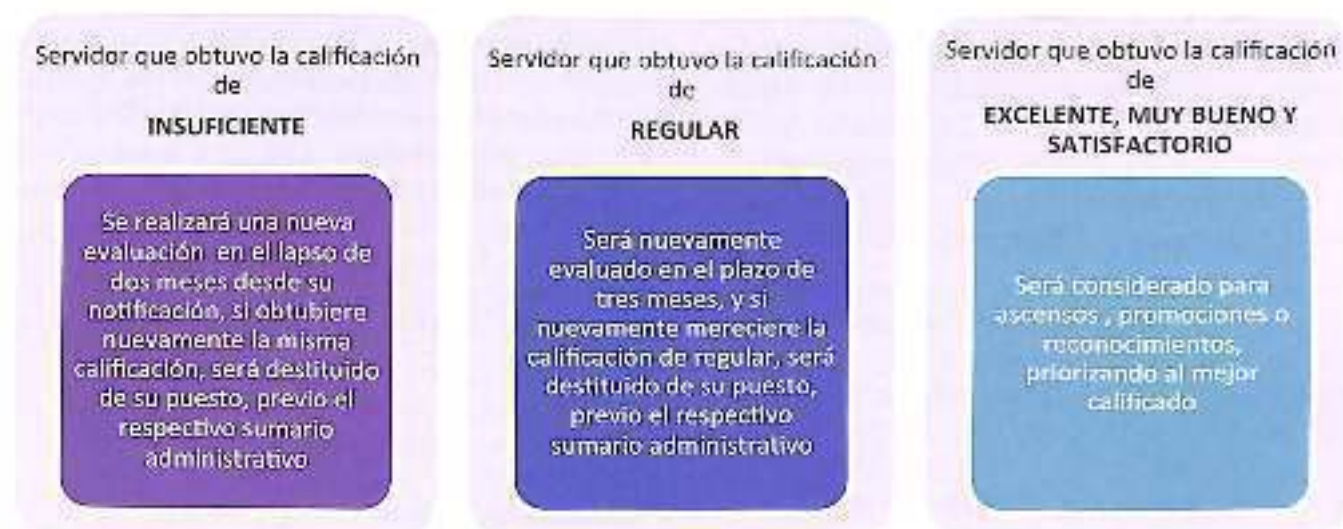 Servidor que obtuvo la calificación
de
INSUFICIENTE
Se realizará una nueva
evaluación en el lapso de
dos meses desde su
notificación, si obtubiere
nuevamente la misma
calificación, será destituido
de su puesto, previo el
respectivo sumario
administrativo
Servidor que obtuvo la calificación
de
REGULAR
Será nuevamente
evaluado en el plazo de
tres meses, y si
nuevamente mereciere la
calificación de regular, será
destituido de su puesto,
previo el respectivo
sumario administrativo
Servidor que obtuvo la calificación
de
EXCELENTE, MUY BUENO Y
SATISFACTORIO
Será considerado para
ascensos , promociones o
reconocimientos,
priorizando al mejor
calificado